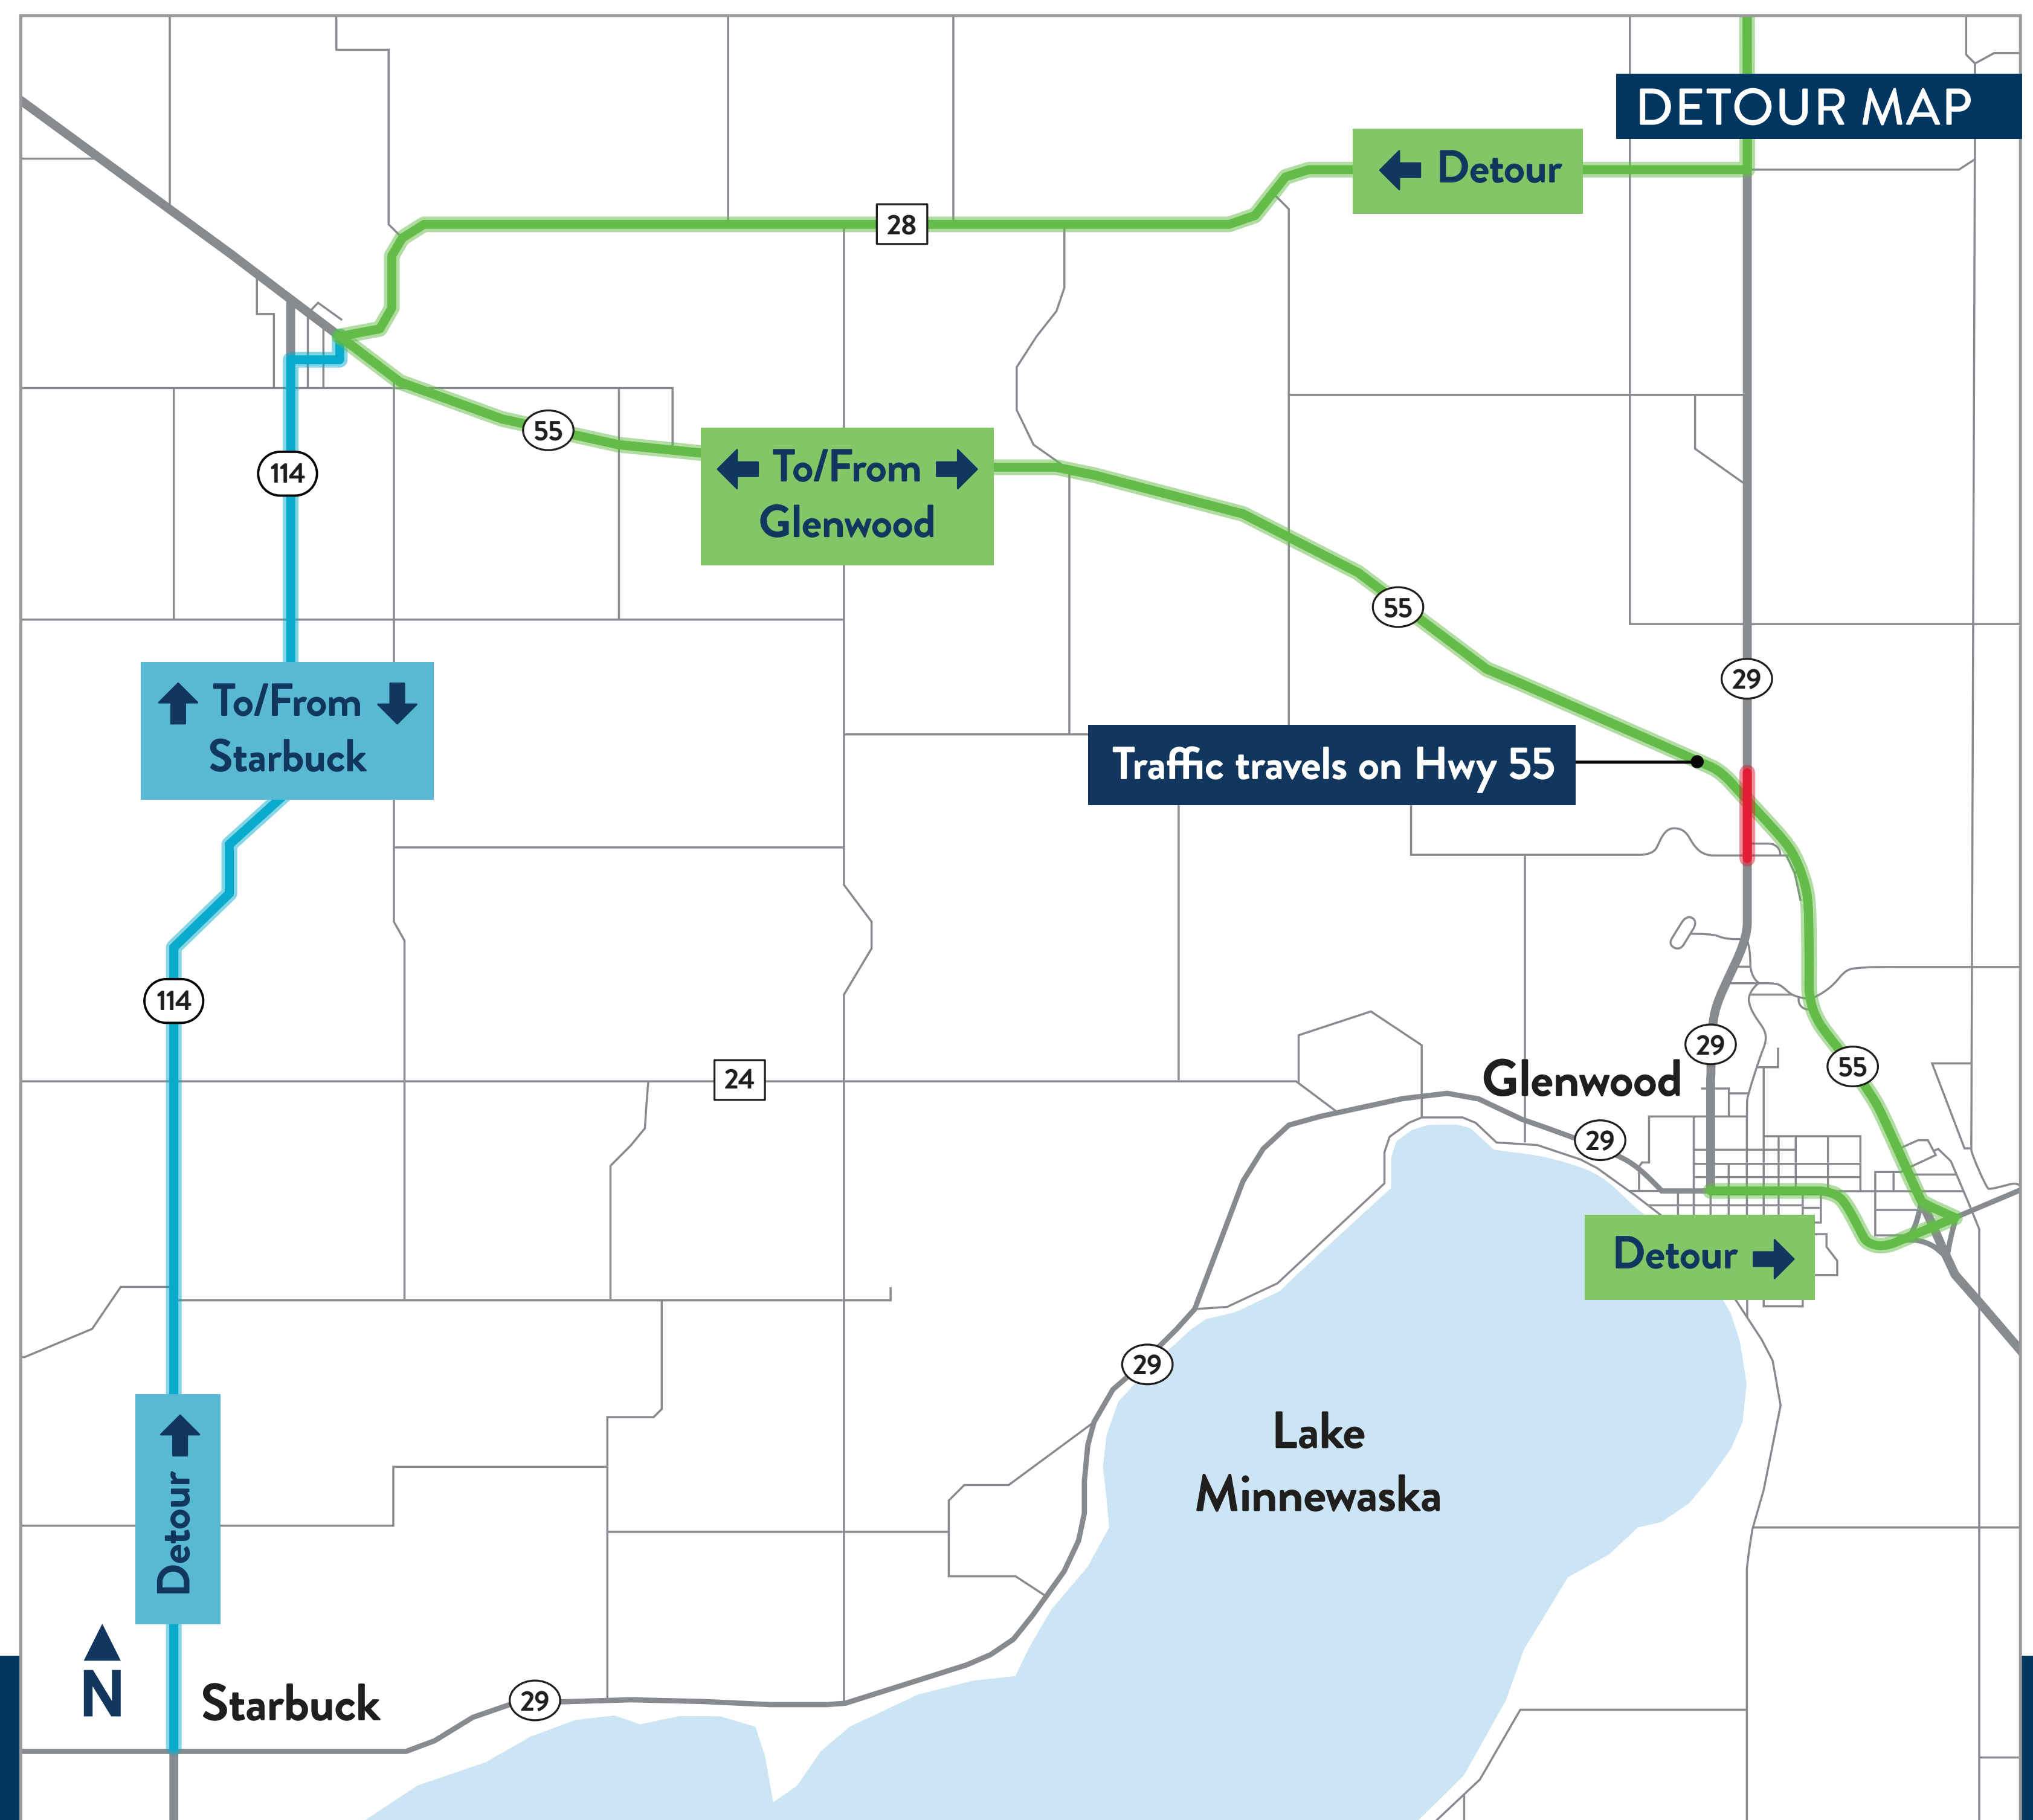 DETOUR MAP
Detour
28
55
To/From
Glenwood
114
55
To/From
Starbuck
29
Traffic travels on Hwy 55
114
29
55
Glenwood
24
29
Detour
29
Lake
Minnewaska
Detour
N
Starbuck
29